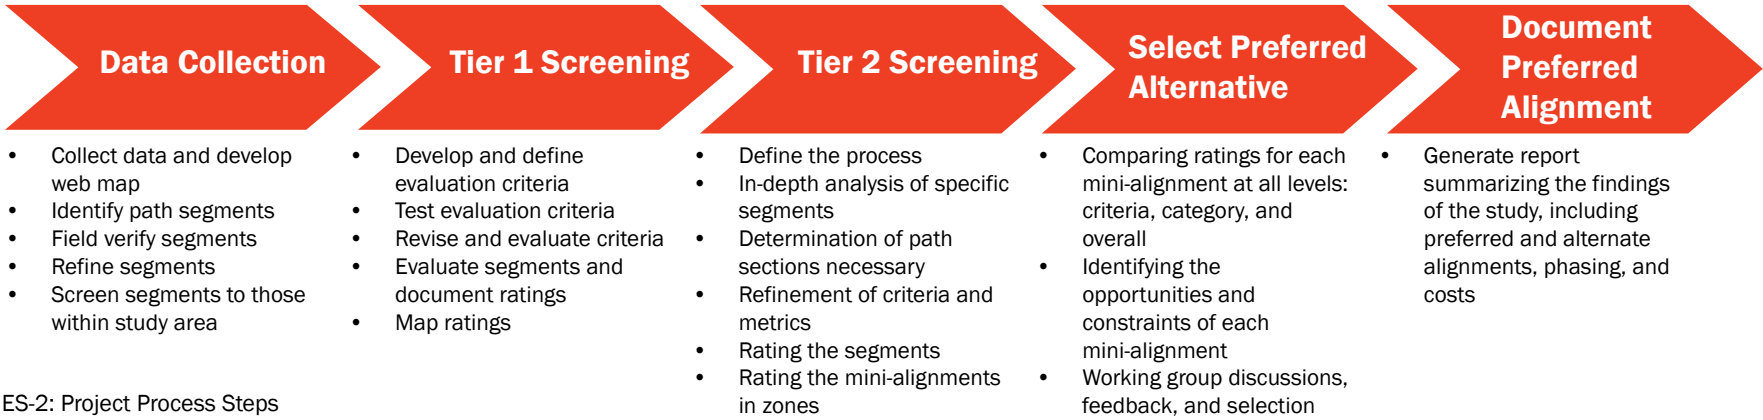 Data Collection
• Collect data and develop
web map
• Identify path segments
• Field verify segments
• Refine segments
• Screen segments to those
within study area
Tier 1 Screening
• Develop and define
evaluation criteria
• Test evaluation criteria
• Revise and evaluate criteria
• Evaluate segments and
document ratings
• Map ratings
Tier 2 Screening
• Define the process
• In-depth analysis of specific
segments
• Determination of path
sections necessary
• Refinement of criteria and
metrics
• Rating the segments
• Rating the mini-alignments
in zones
Select Preferred
Alternative
• Comparing ratings for each
mini-alignment at all levels:
criteria, category, and
overall
• Identifying the
opportunities and
constraints of each
mini-alignment
• Working group discussions,
feedback, and selection
Document
Preferred
Alignment
• Generate report
summarizing the findings
of the study, including
preferred and alternate
alignments, phasing, and
costs
ES-2: Project Process Steps